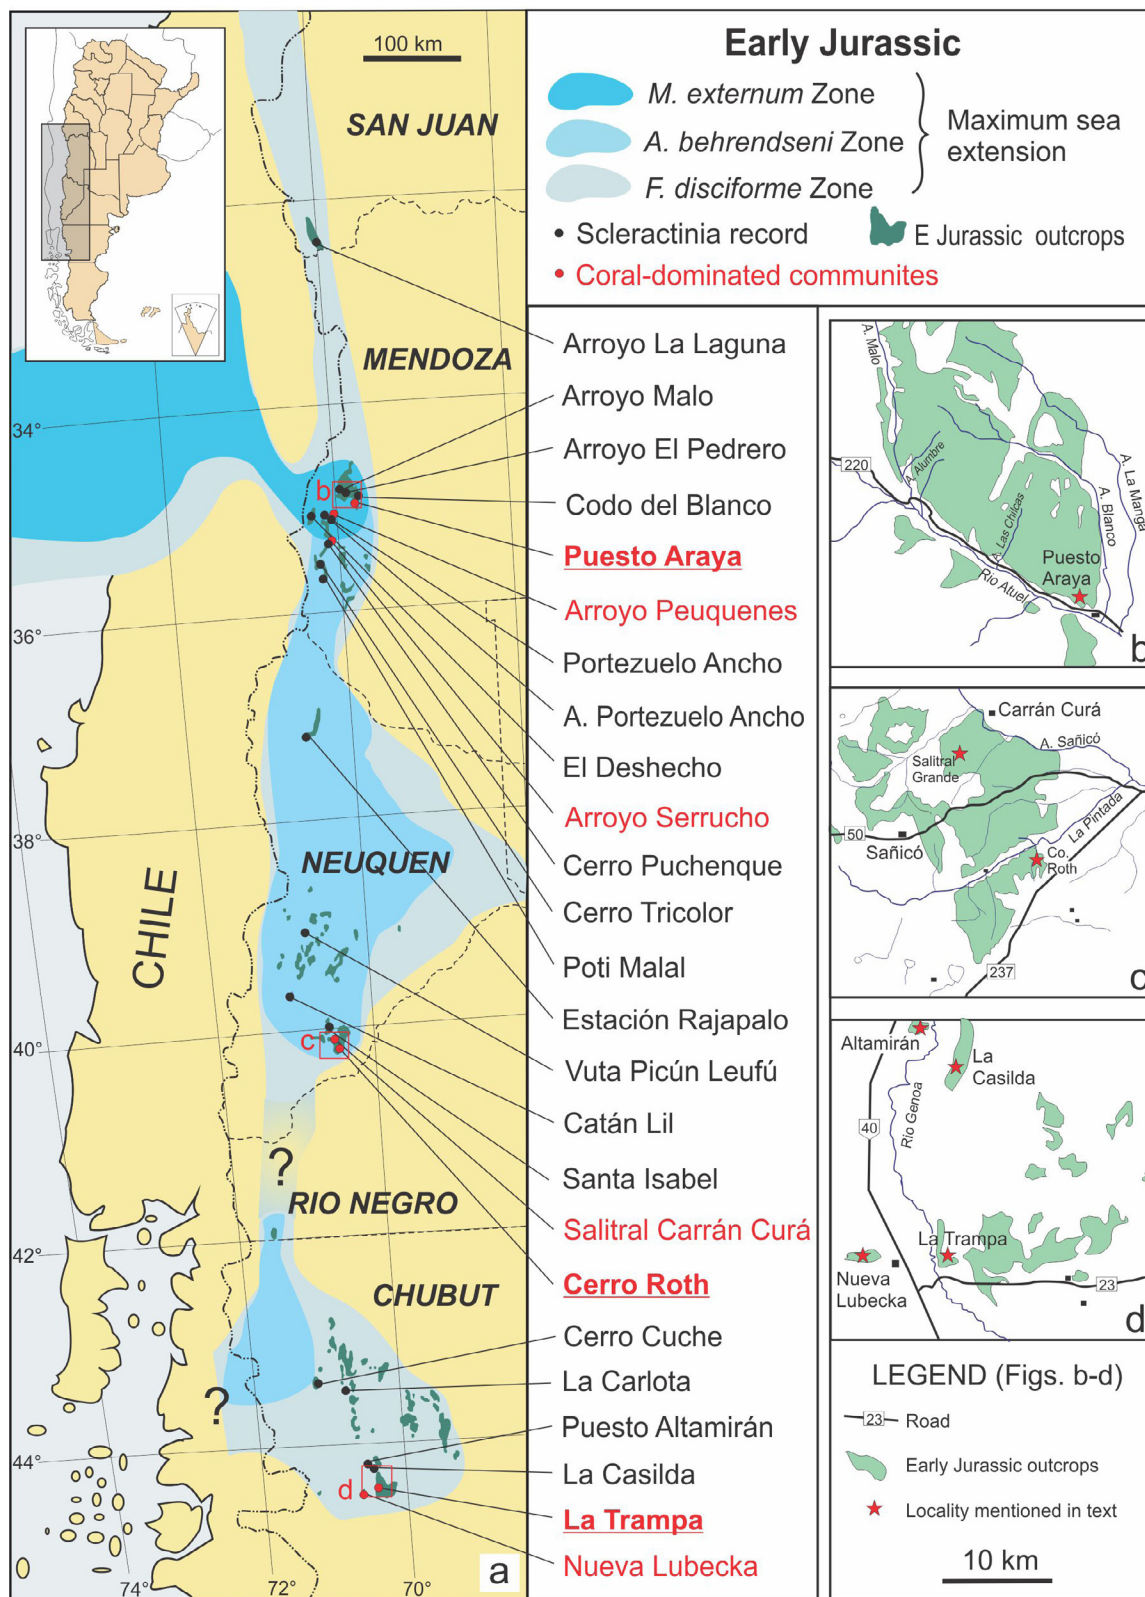 100 km
SAN JUAN
MENDOZA
34°
b
36°
38°
NEUQUEN
CHILE
c
40°
?
RIO NEGRO
42°
CHUBUT
?
44°
d
74°
72°
70°
a
Early Jurassic
M. externum Zone
A. behrendseni Zone
F. disciforme Zone
Maximum sea
extension
Scleractinia record
E Jurassic outcrops
Coral-dominated communites
Arroyo La Laguna
Arroyo Malo
Arroyo El Pedrero
Codo del Blanco
Puesto Araya
Arroyo Peuquenes
Portezuelo Ancho
A. Portezuelo Ancho
El Deshecho
Arroyo Serrucho
Cerro Puchenque
Cerro Tricolor
Poti Malal
Estación Rajapalo
Vuta Picún Leufú
Catán Lil
Santa Isabel
Salitral Carrán Curá
Cerro Roth
Cerro Cuche
La Carlota
Puesto Altamirán
La Casilda
La Trampa
Nueva Lubecka
A. Malo
220
A. Alumbre
A. Las Chilcas
A. Blanco
A. La Manga
Puesto
Araya
Rio Atuel
b
Carrán Curá
A. Sañicó
Salitral
Grande
La Pintada
50
Sañicó
Co.
Roth
237
c
Altamirán
La
Casilda
Rio Genoa
40
La Trampa
Nueva
Lubecka
23
d
LEGEND (Figs. b-d)
23
Road
Early Jurassic outcrops
Locality mentioned in text
10 km